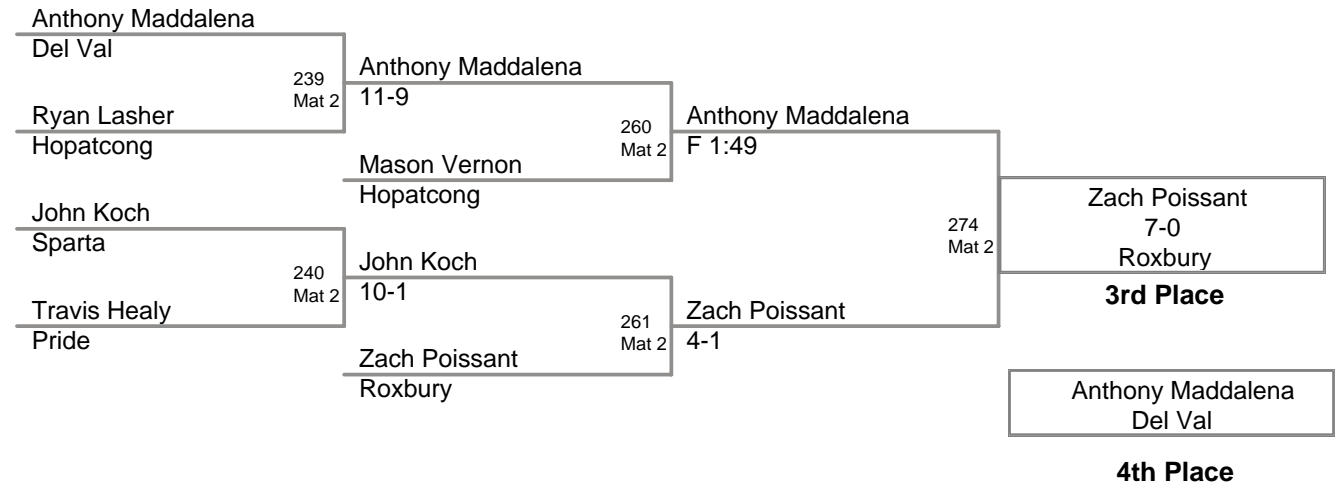 Anthony Maddalena
Del Val
239
Mat 2
Ryan Lasher
Hopatcong
Anthony Maddalena
11-9
260
Mat 2
Mason Vernon
Hopatcong
Anthony Maddalena
F 1:49
John Koch
Sparta
240
Mat 2
Travis Healy
Pride
John Koch
10-1
261
Mat 2
Zach Poissant
Roxbury
Zach Poissant
4-1
274
Mat 2
Zach Poissant
7-0
Roxbury
3rd Place
Anthony Maddalena
Del Val
4th Place